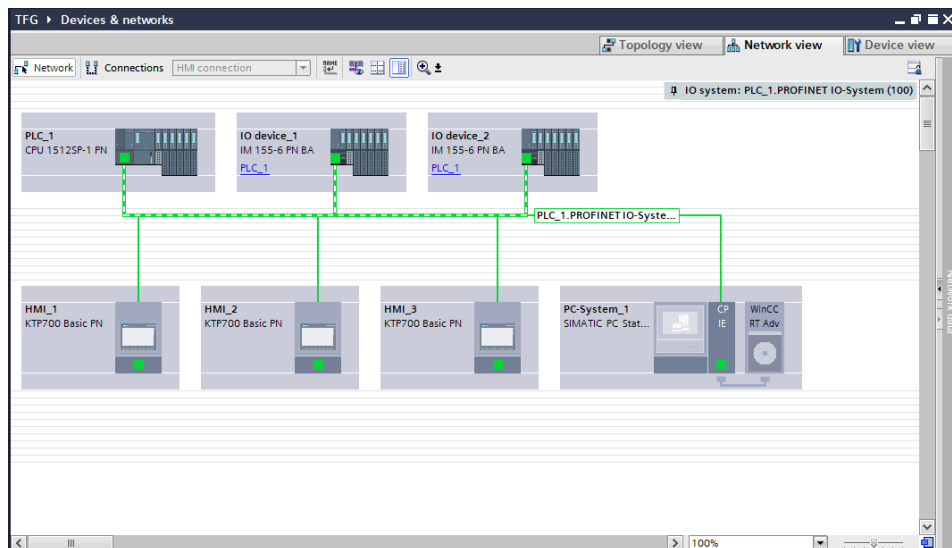 TFG ▸ Devices & networks
Topology view
Network view
Device view
Network
Connections
HMI connection
IO system: PLC_1.PROFINET IO-System (100)
PLC_1
CPU 1512SP-1 PN
IO device_1
IM 155-6 PN BA
PLC_1
IO device_2
IM 155-6 PN BA
PLC_1
PLC_1.PROFINET IO-Syste...
HMI_1
KTP700 Basic PN
HMI_2
KTP700 Basic PN
HMI_3
KTP700 Basic PN
PC-System_1
SIMATIC PC Stat...
CP
IE
WinCC
RT Adv
100%